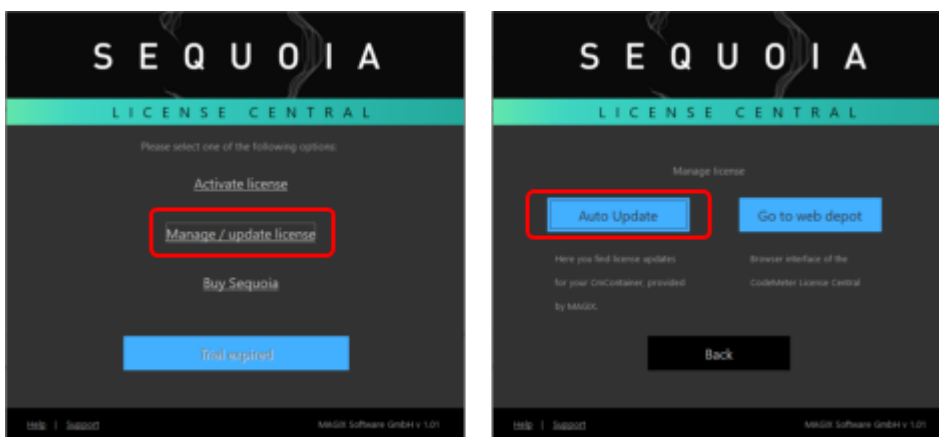 SEQUOIA
LICENSE CENTRAL
Please select one of the following options:
Activate license
Manage / update license
Buy Sequoia
Trial expired
Help | Support
MAGIX Software GmbH v 1.01
SEQUOIA
LICENSE CENTRAL
Manage license
Auto Update
Go to web depot
Here you find license updates
for your CmContainer, provided
by MAGIX.
Browser interface of the
CodeMeter License Central
Back
Help | Support
MAGIX Software GmbH v 1.01